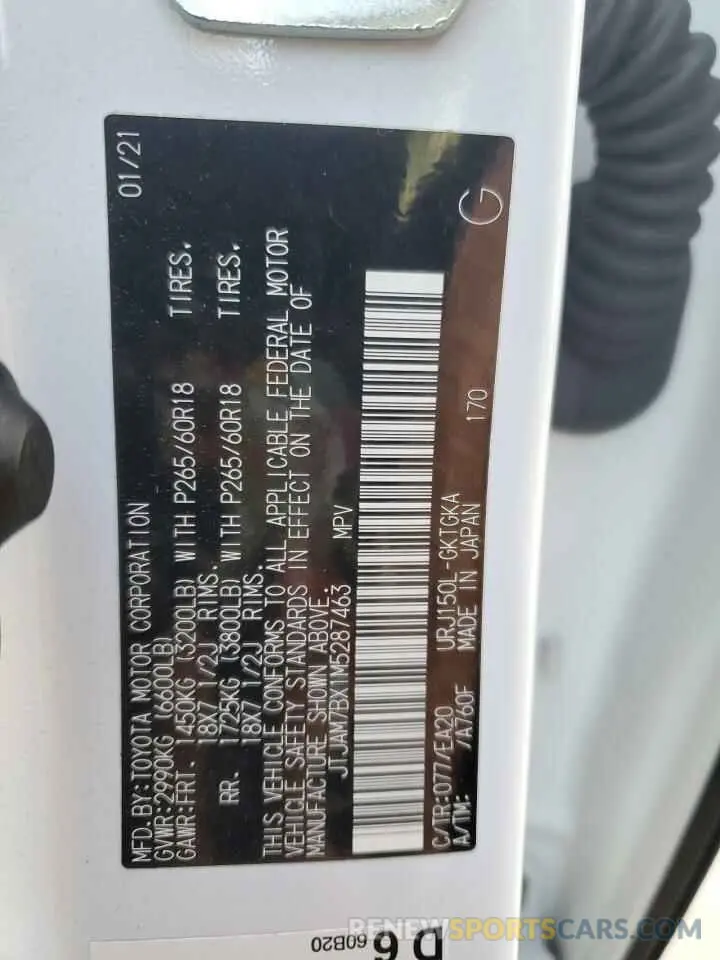 MFD. BY: TOYOTA MOTOR CORPORATION 01/21
GVWR: 2990KG (6600LB)
GAWR: FRT. 1450KG (3200LB) WITH P265/60R18 TIRES.
18X7 1/2J RIMS.
RR. 1725KG (3800LB) WITH P265/60R18 TIRES.
18X7 1/2J RIMS.
THIS VEHICLE CONFORMS TO ALL APPLICABLE FEDERAL MOTOR
VEHICLE SAFETY STANDARDS IN EFFECT ON THE DATE OF
MANUFACTURE SHOWN ABOVE.
JTJAM7BX1M5287463 MPV
C/TR: 077/EA20 URJ150L-GKTGKA 170 G
A/TM: /A760F MADE IN JAPAN
D 6
60B20
RENEWSPORTSCARS.COM